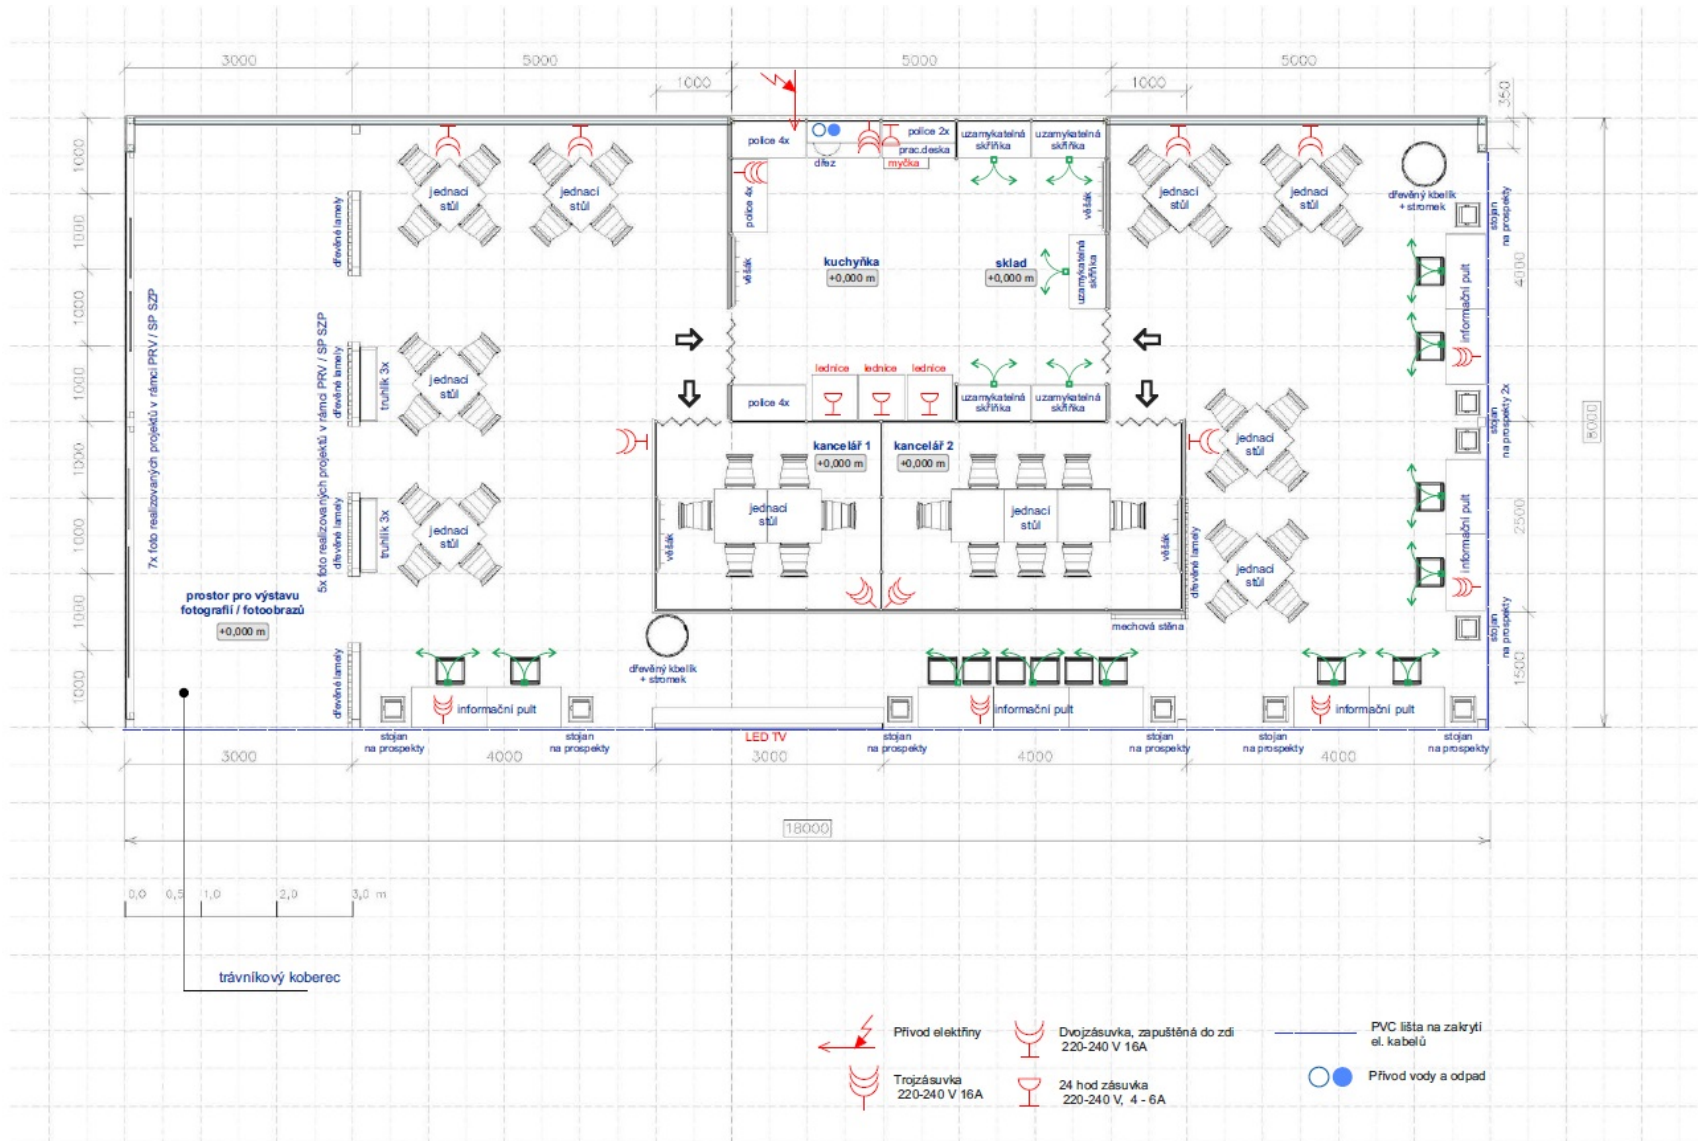 3000
5000
5000
5000
1000
1000
350
police 4x
dřez
myčka
police 2x
prac.deska
uzamykatelná
skříňka
uzamykatelná
skříňka
police 4x
věšák
věšák
kuchyňka
+0,000 m
sklad
+0,000 m
uzamykatelná
skříňka
jednací
stůl
jednací
stůl
jednací
stůl
jednací
stůl
dřevěný kbelík
+ stromek
stojan
na prospekty
informační pult
dřevěné lamely
1000
1000
1000
1000
1000
1000
1000
1000
4000
2500
1500
8000
7x foto realizovaných projektů v rámci PRV / SP SZP
5x foto realizovaných projektů v rámci PRV / SP SZP
dřevěné lamely
truhlík 3x
jednací
stůl
lednice
lednice
lednice
police 4x
uzamykatelná
skříňka
uzamykatelná
skříňka
jednací
stůl
stojan
na prospekty 2x
kancelář 1
+0,000 m
kancelář 2
+0,000 m
dřevěné lamely
truhlík 3x
jednací
stůl
věšák
jednací
stůl
jednací
stůl
věšák
dřevěné lamely
jednací
stůl
informační pult
prostor pro výstavu
fotografií / fotoobrazů
+0,000 m
dřevěný kbelík
+ stromek
mechová stěna
stojan
na prospekty
dřevěné lamely
informační pult
informační pult
informační pult
stojan
na prospekty
stojan
na prospekty
LED TV
stojan
na prospekty
stojan
na prospekty
stojan
na prospekty
stojan
na prospekty
3000
4000
3000
4000
4000
18000
0,0 0,5 1,0 2,0 3,0 m
trávníkový koberec
Přívod elektřiny
Dvojzásuvka, zapuštěná do zdi
220-240 V 16A
PVC lišta na zakrytí
el. kabelů
Trojzásuvka
220-240 V 16A
24 hod zásuvka
220-240 V, 4 - 6A
Přívod vody a odpad